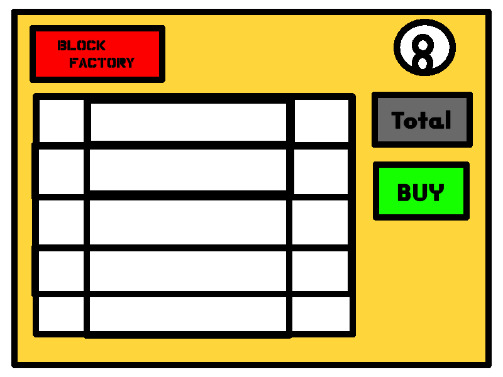 BLOCK
FACTORY
8
Total
BUY